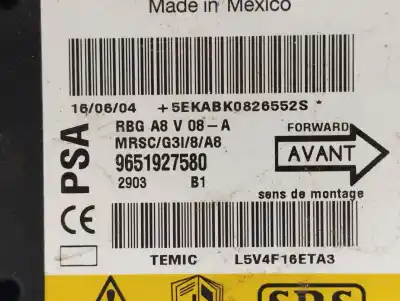 Made in Mexico
16/06/04 +5EKABK0826552S*
PSA
RBG A8 V 08-A
MRSC/G3I/8/A8
9651927580
2903 B1
FORWARD
AVANT
sens de montage
CE
TEMIC L5V4F16ETA3
SRS